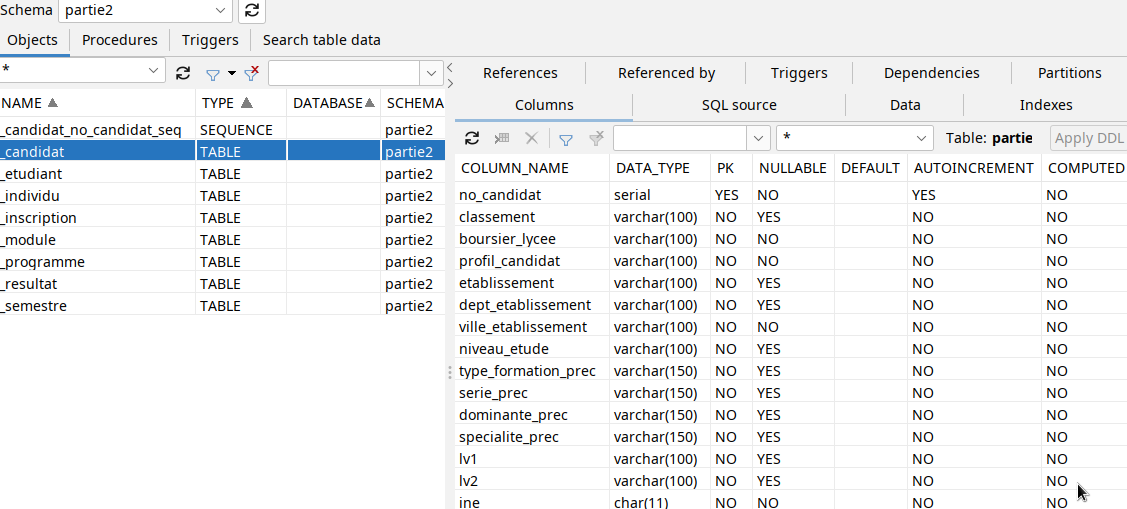 Schema partie2
Objects Procedures Triggers Search table data
*
NAME TYPE DATABASE SCHEMA
_candidat_no_candidat_seq SEQUENCE partie2
_candidat TABLE partie2
_etudiant TABLE partie2
_individu TABLE partie2
_inscription TABLE partie2
_module TABLE partie2
_programme TABLE partie2
_resultat TABLE partie2
_semestre TABLE partie2
References Referenced by Triggers Dependencies Partitions
Columns SQL source Data Indexes
* Table: partie Apply DDL
COLUMN_NAME DATA_TYPE PK NULLABLE DEFAULT AUTOINCREMENT COMPUTED
no_candidat serial YES NO YES NO
classement varchar(100) NO YES NO NO
boursier_lycee varchar(100) NO NO NO NO
profil_candidat varchar(100) NO NO NO NO
etablissement varchar(100) NO YES NO NO
dept_etablissement varchar(100) NO YES NO NO
ville_etablissement varchar(100) NO NO NO NO
niveau_etude varchar(100) NO YES NO NO
type_formation_prec varchar(150) NO YES NO NO
serie_prec varchar(150) NO YES NO NO
dominante_prec varchar(150) NO YES NO NO
specialite_prec varchar(150) NO YES NO NO
lv1 varchar(100) NO YES NO NO
lv2 varchar(100) NO YES NO NO
ine char(11) NO NO NO NO